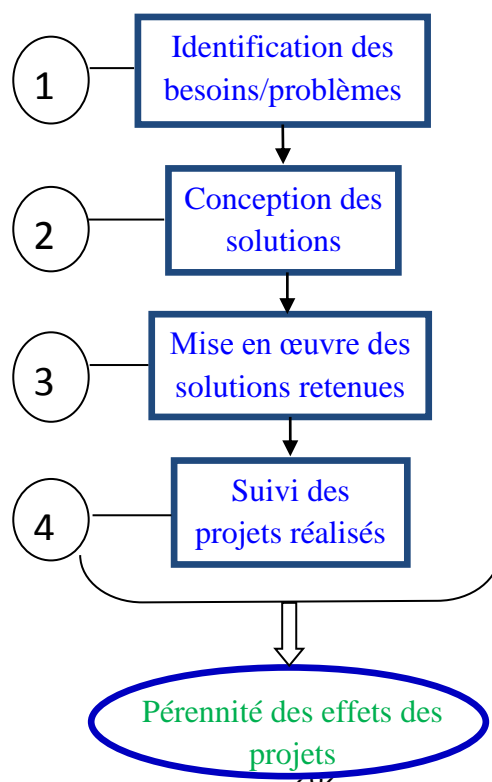 1
Identification des
besoins/problèmes
2
Conception des
solutions
3
Mise en œuvre des
solutions retenues
4
Suivi des
projets réalisés
Pérennité des effets des
projets